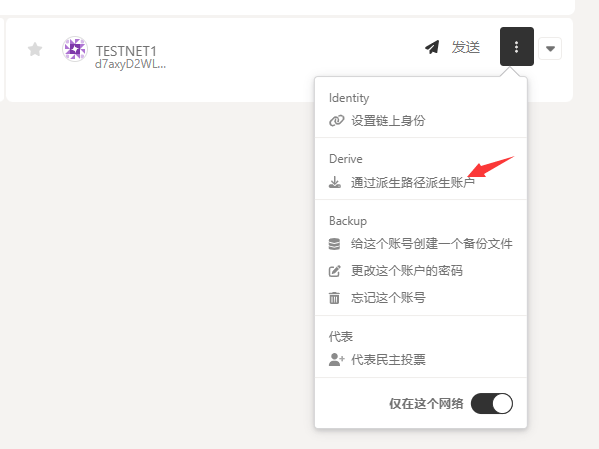 TESTNET1
发送
d7axyD2WL...
Identity
设置链上身份
Derive
通过派生路径派生账户
Backup
给这个账号创建一个备份文件
更改这个账户的密码
忘记这个账号
代表
代表民主投票
仅在这个网络